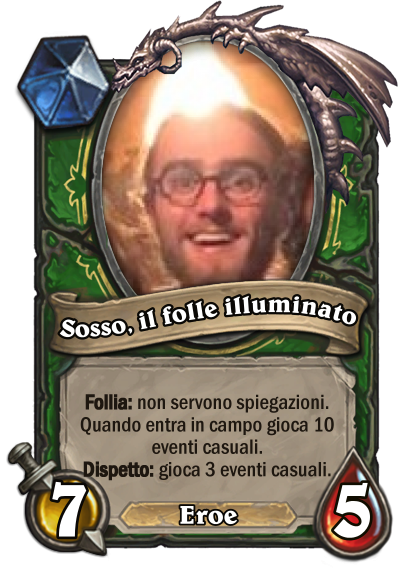 Sosso, il folle illuminato
Follia: non servono spiegazioni.
Quando entra in campo gioca 10
eventi casuali.
Dispetto: gioca 3 eventi casuali.
7
Eroe
5